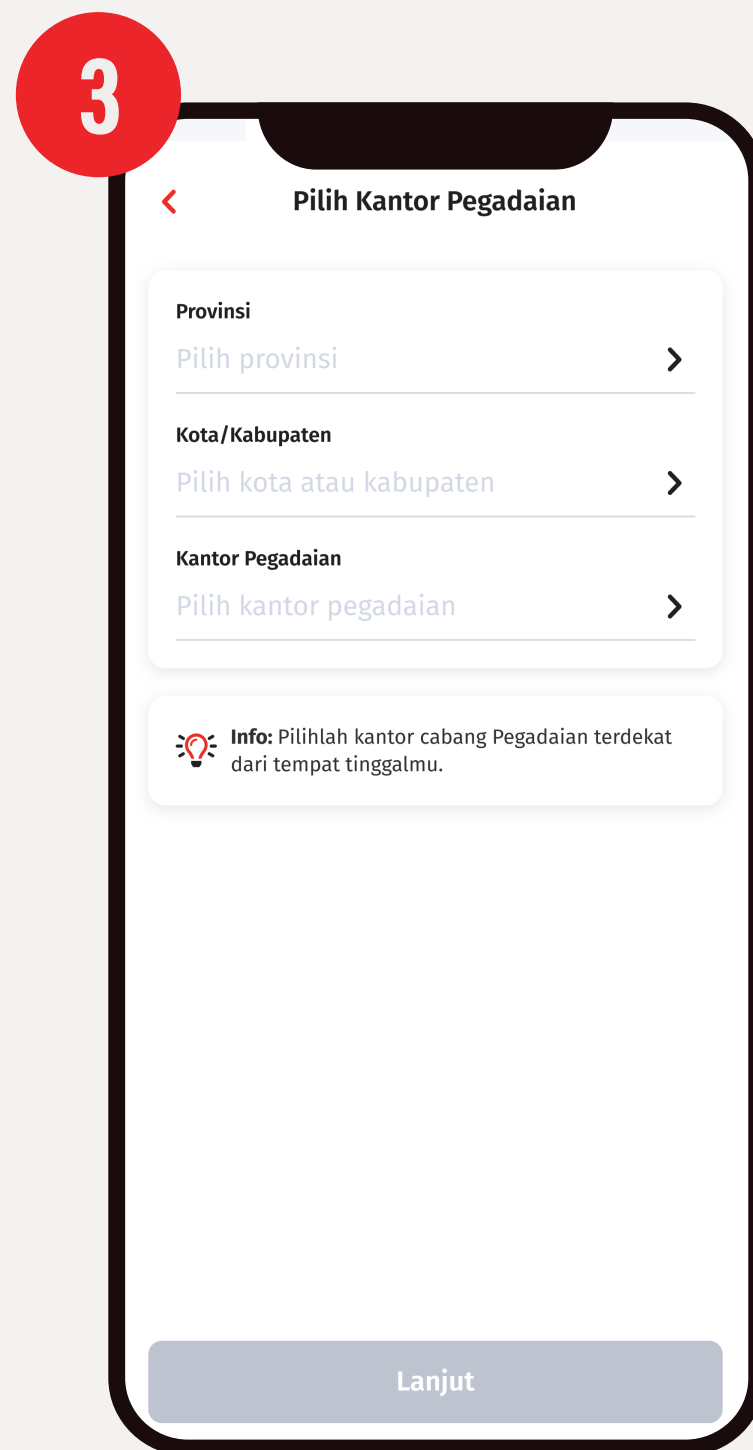 3
Pilih Kantor Pegadaian
Provinsi
Pilih provinsi
Kota/Kabupaten
Pilih kota atau kabupaten
Kantor Pegadaian
Pilih kantor pegadaian
Info: Pilihlah kantor cabang Pegadaian terdekat
dari tempat tinggalmu.
Lanjut